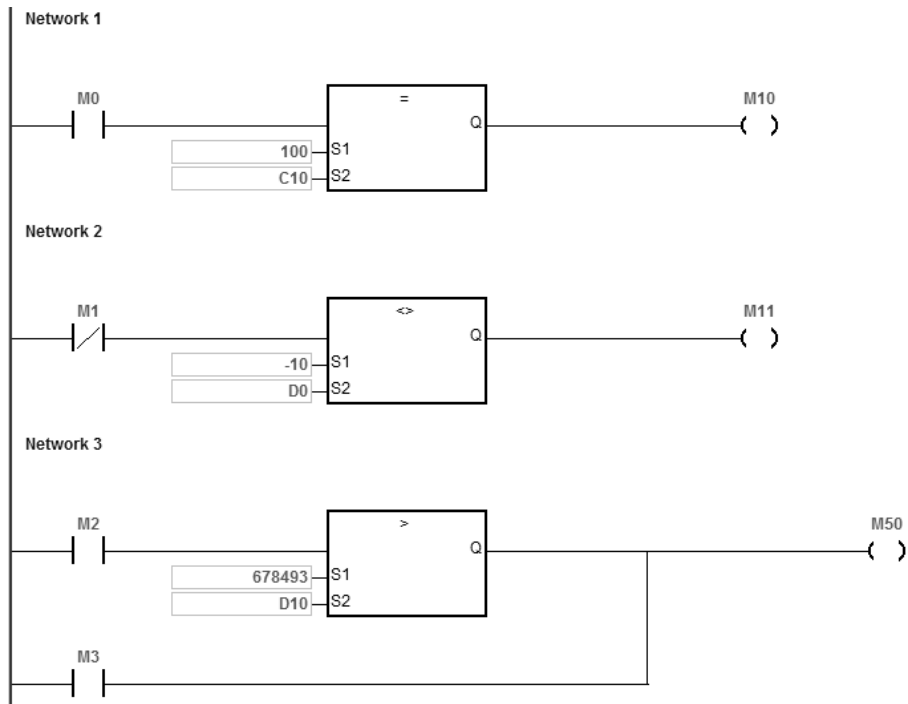 Network 1
M0
=
M10
Q
100
S1
C10
S2
Network 2
M1
<>
M11
Q
-10
S1
D0
S2
Network 3
M2
>
M50
Q
678493
S1
D10
S2
M3